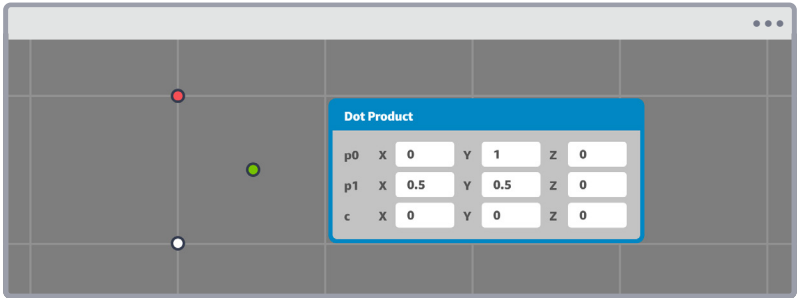 Dot Product
p0 X 0 Y 1 Z 0
p1 X 0.5 Y 0.5 Z 0
c X 0 Y 0 Z 0